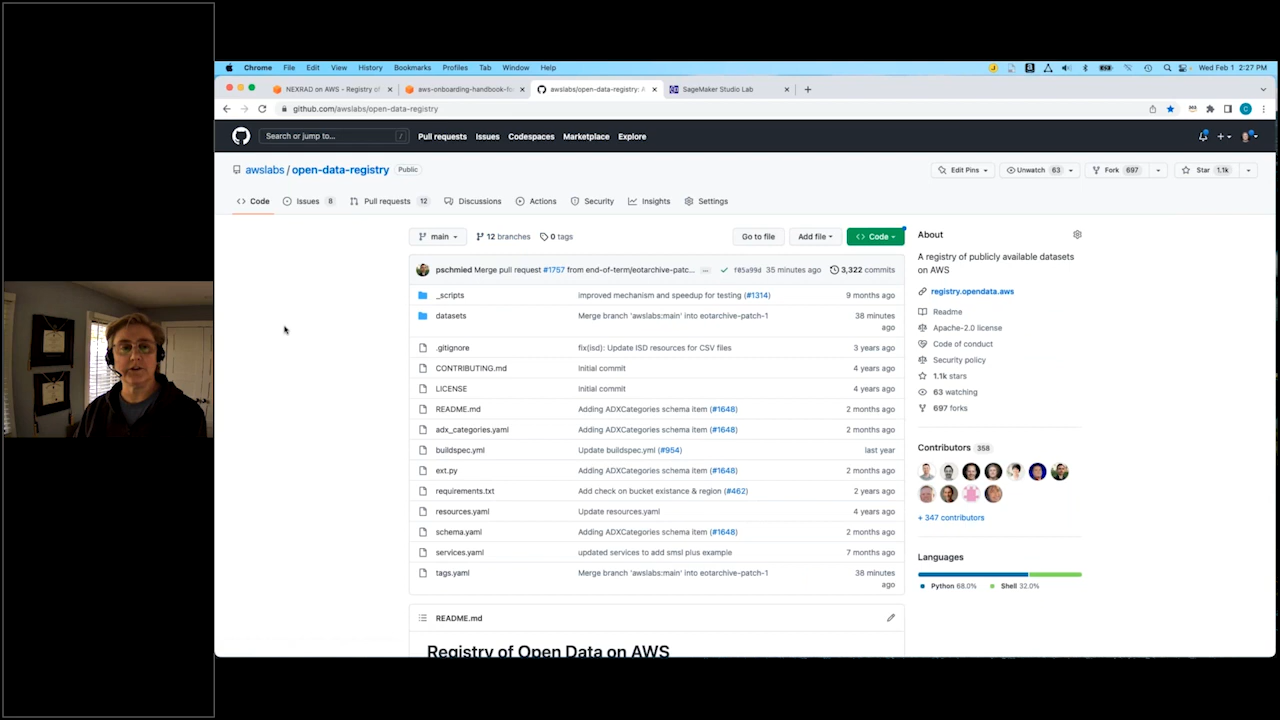 Chrome File Edit View History Bookmarks Profiles Tab Window Help Wed Feb 1 2:27 PM
NEXRAD on AWS - Registry of aws-onboarding-handbook-fo awslabs/open-data-registry: A SageMaker Studio Lab
github.com/awslabs/open-data-registry
Search or jump to... / Pull requests Issues Codespaces Marketplace Explore
awslabs / open-data-registry Public Edit Pins Unwatch 63 Fork 697 Star 1.1k
Code Issues 8 Pull requests 12 Discussions Actions Security Insights Settings
main 12 branches 0 tags Go to file Add file Code
pschmied Merge pull request #1757 from end-of-term/eotarchive-patc... ... f05a99d 35 minutes ago 3,322 commits
_scripts Improved mechanism and speedup for testing (#1314) 9 months ago
datasets Merge branch 'awslabs:main' into eotarchive-patch-1 38 minutes
ago
.gitignore fix(isd): Update ISD resources for CSV files 3 years ago
CONTRIBUTING.md Initial commit 4 years ago
LICENSE Initial commit 4 years ago
README.md Adding ADXCategories schema item (#1648) 2 months ago
adx_categories.yaml Adding ADXCategories schema item (#1648) 2 months ago
buildspec.yml Update buildspec.yml (#954) last year
ext.py Adding ADXCategories schema item (#1648) 2 months ago
requirements.txt Add check on bucket existance & region (#462) 2 years ago
resources.yaml Update resources.yaml 4 years ago
schema.yaml Adding ADXCategories schema item (#1648) 2 months ago
services.yaml updated services to add smsl plus example 7 months ago
tags.yaml Merge branch 'awslabs:main' into eotarchive-patch-1 38 minutes
ago
README.md
Registry of Open Data on AWS
About
A registry of publicly available datasets
on AWS
registry.opendata.aws
Readme
Apache-2.0 license
Code of conduct
Security policy
1.1k stars
63 watching
697 forks
Contributors 358
+ 347 contributors
Languages
Python 68.0% Shell 32.0%